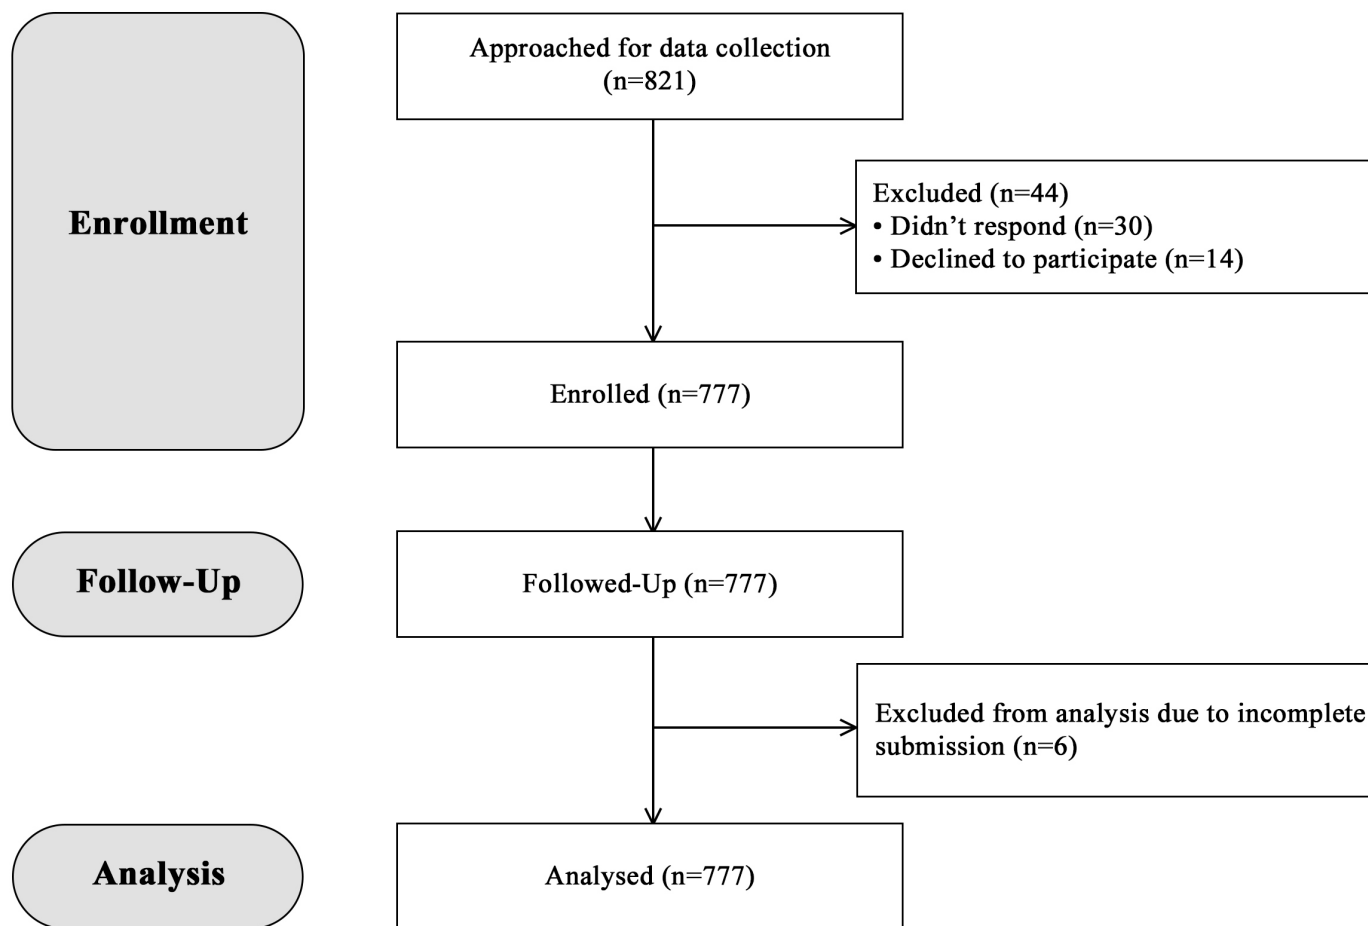 Approached for data collection
(n=821)
Enrollment
Excluded (n=44)
• Didn’t respond (n=30)
• Declined to participate (n=14)
Enrolled (n=777)
Follow-Up
Followed-Up (n=777)
Excluded from analysis due to incomplete
submission (n=6)
Analysis
Analysed (n=777)